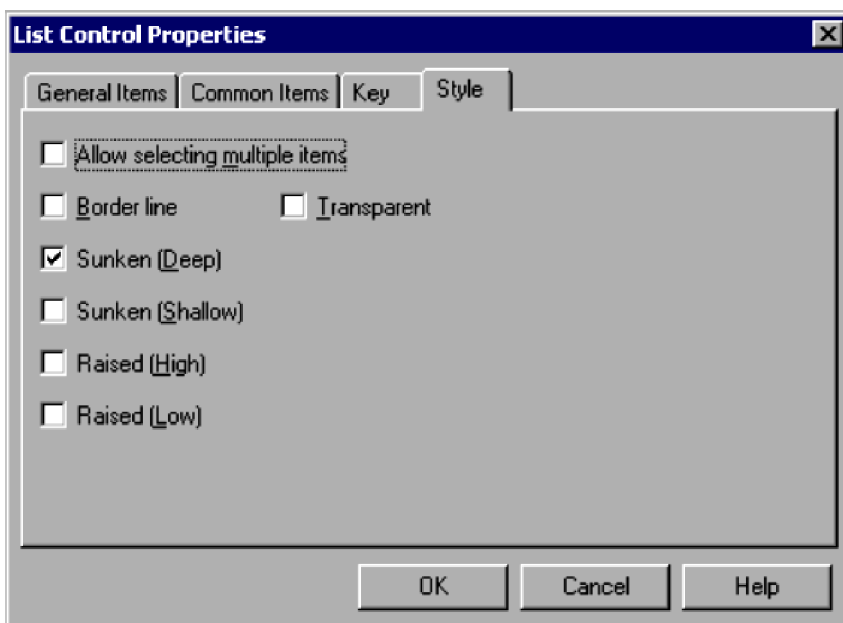 List Control Properties
General Items Common Items Key Style
Allow selecting multiple items
Border line Transparent
Sunken (Deep)
Sunken (Shallow)
Raised (High)
Raised (Low)
OK Cancel Help